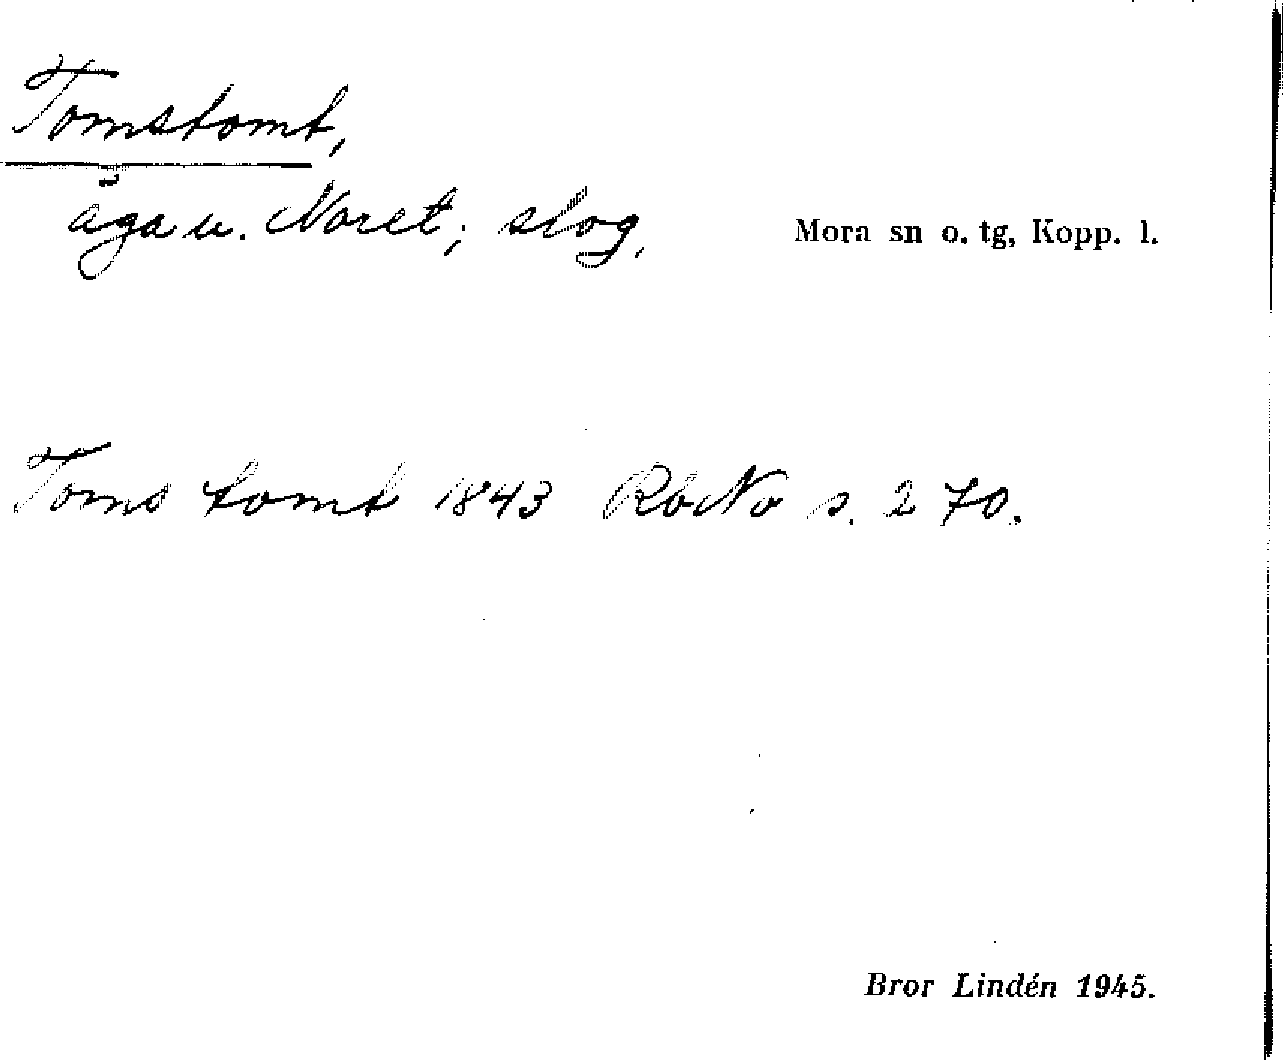 Tomstomt,
äga u. Noret; slog.
Mora sn o. tg, Kopp. l.
Toms tomt 1843 RbNo s. 270.
Bror Lindén 1945.